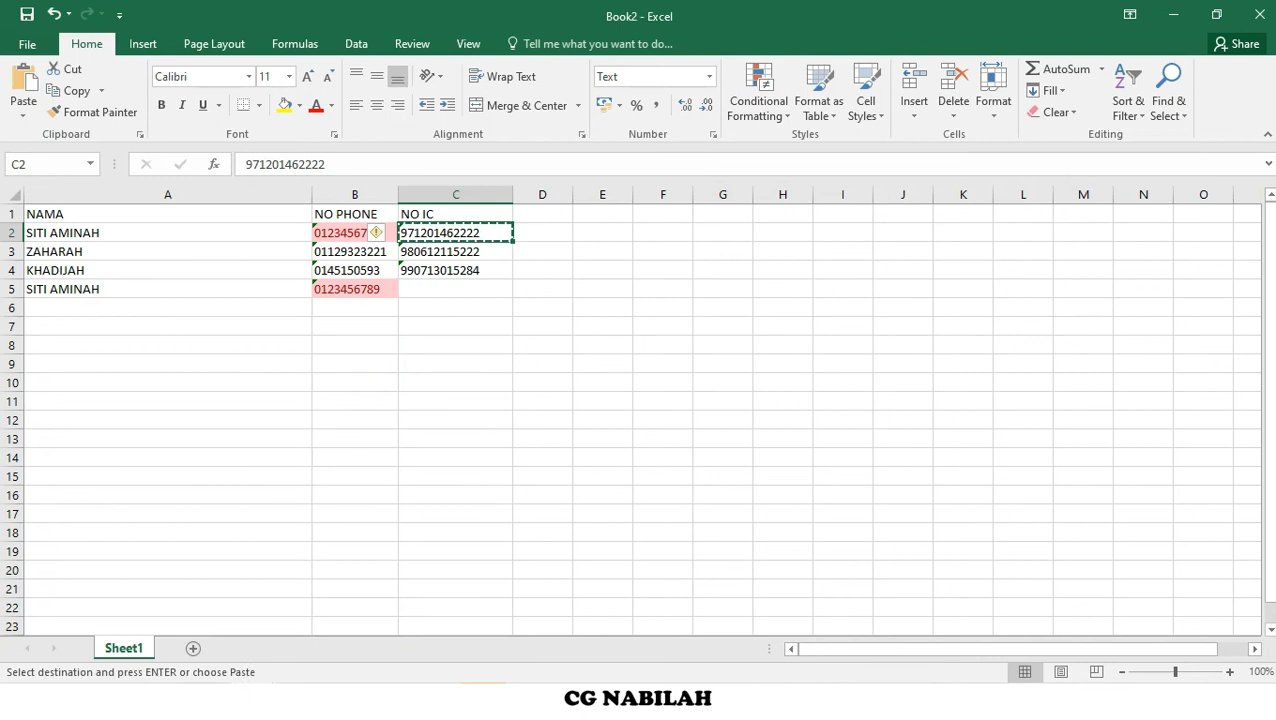 Book2 - Excel
File Home Insert Page Layout Formulas Data Review View Tell me what you want to do... Share
Paste
Cut
Copy
Format Painter
Clipboard
Calibri 11
A A
B I U A
Font
Wrap Text
Merge & Center
Alignment
Text
% ,
Number
Conditional Formatting
Format as Table
Cell Styles
Styles
Insert Delete Format
Cells
AutoSum
Fill
Clear
Sort & Filter
Find & Select
Editing
C2 fx 971201462222
A B C D E F G H I J K L M N O
1 NAMA NO PHONE NO IC
2 SITI AMINAH 01234567 971201462222
3 ZAHARAH 01129323221 980612115222
4 KHADIJAH 0145150593 990713015284
5 SITI AMINAH 0123456789
6
7
8
9
10
11
12
13
14
15
16
17
18
19
20
21
22
23
Sheet1
Select destination and press ENTER or choose Paste 100%
CG NABILAH